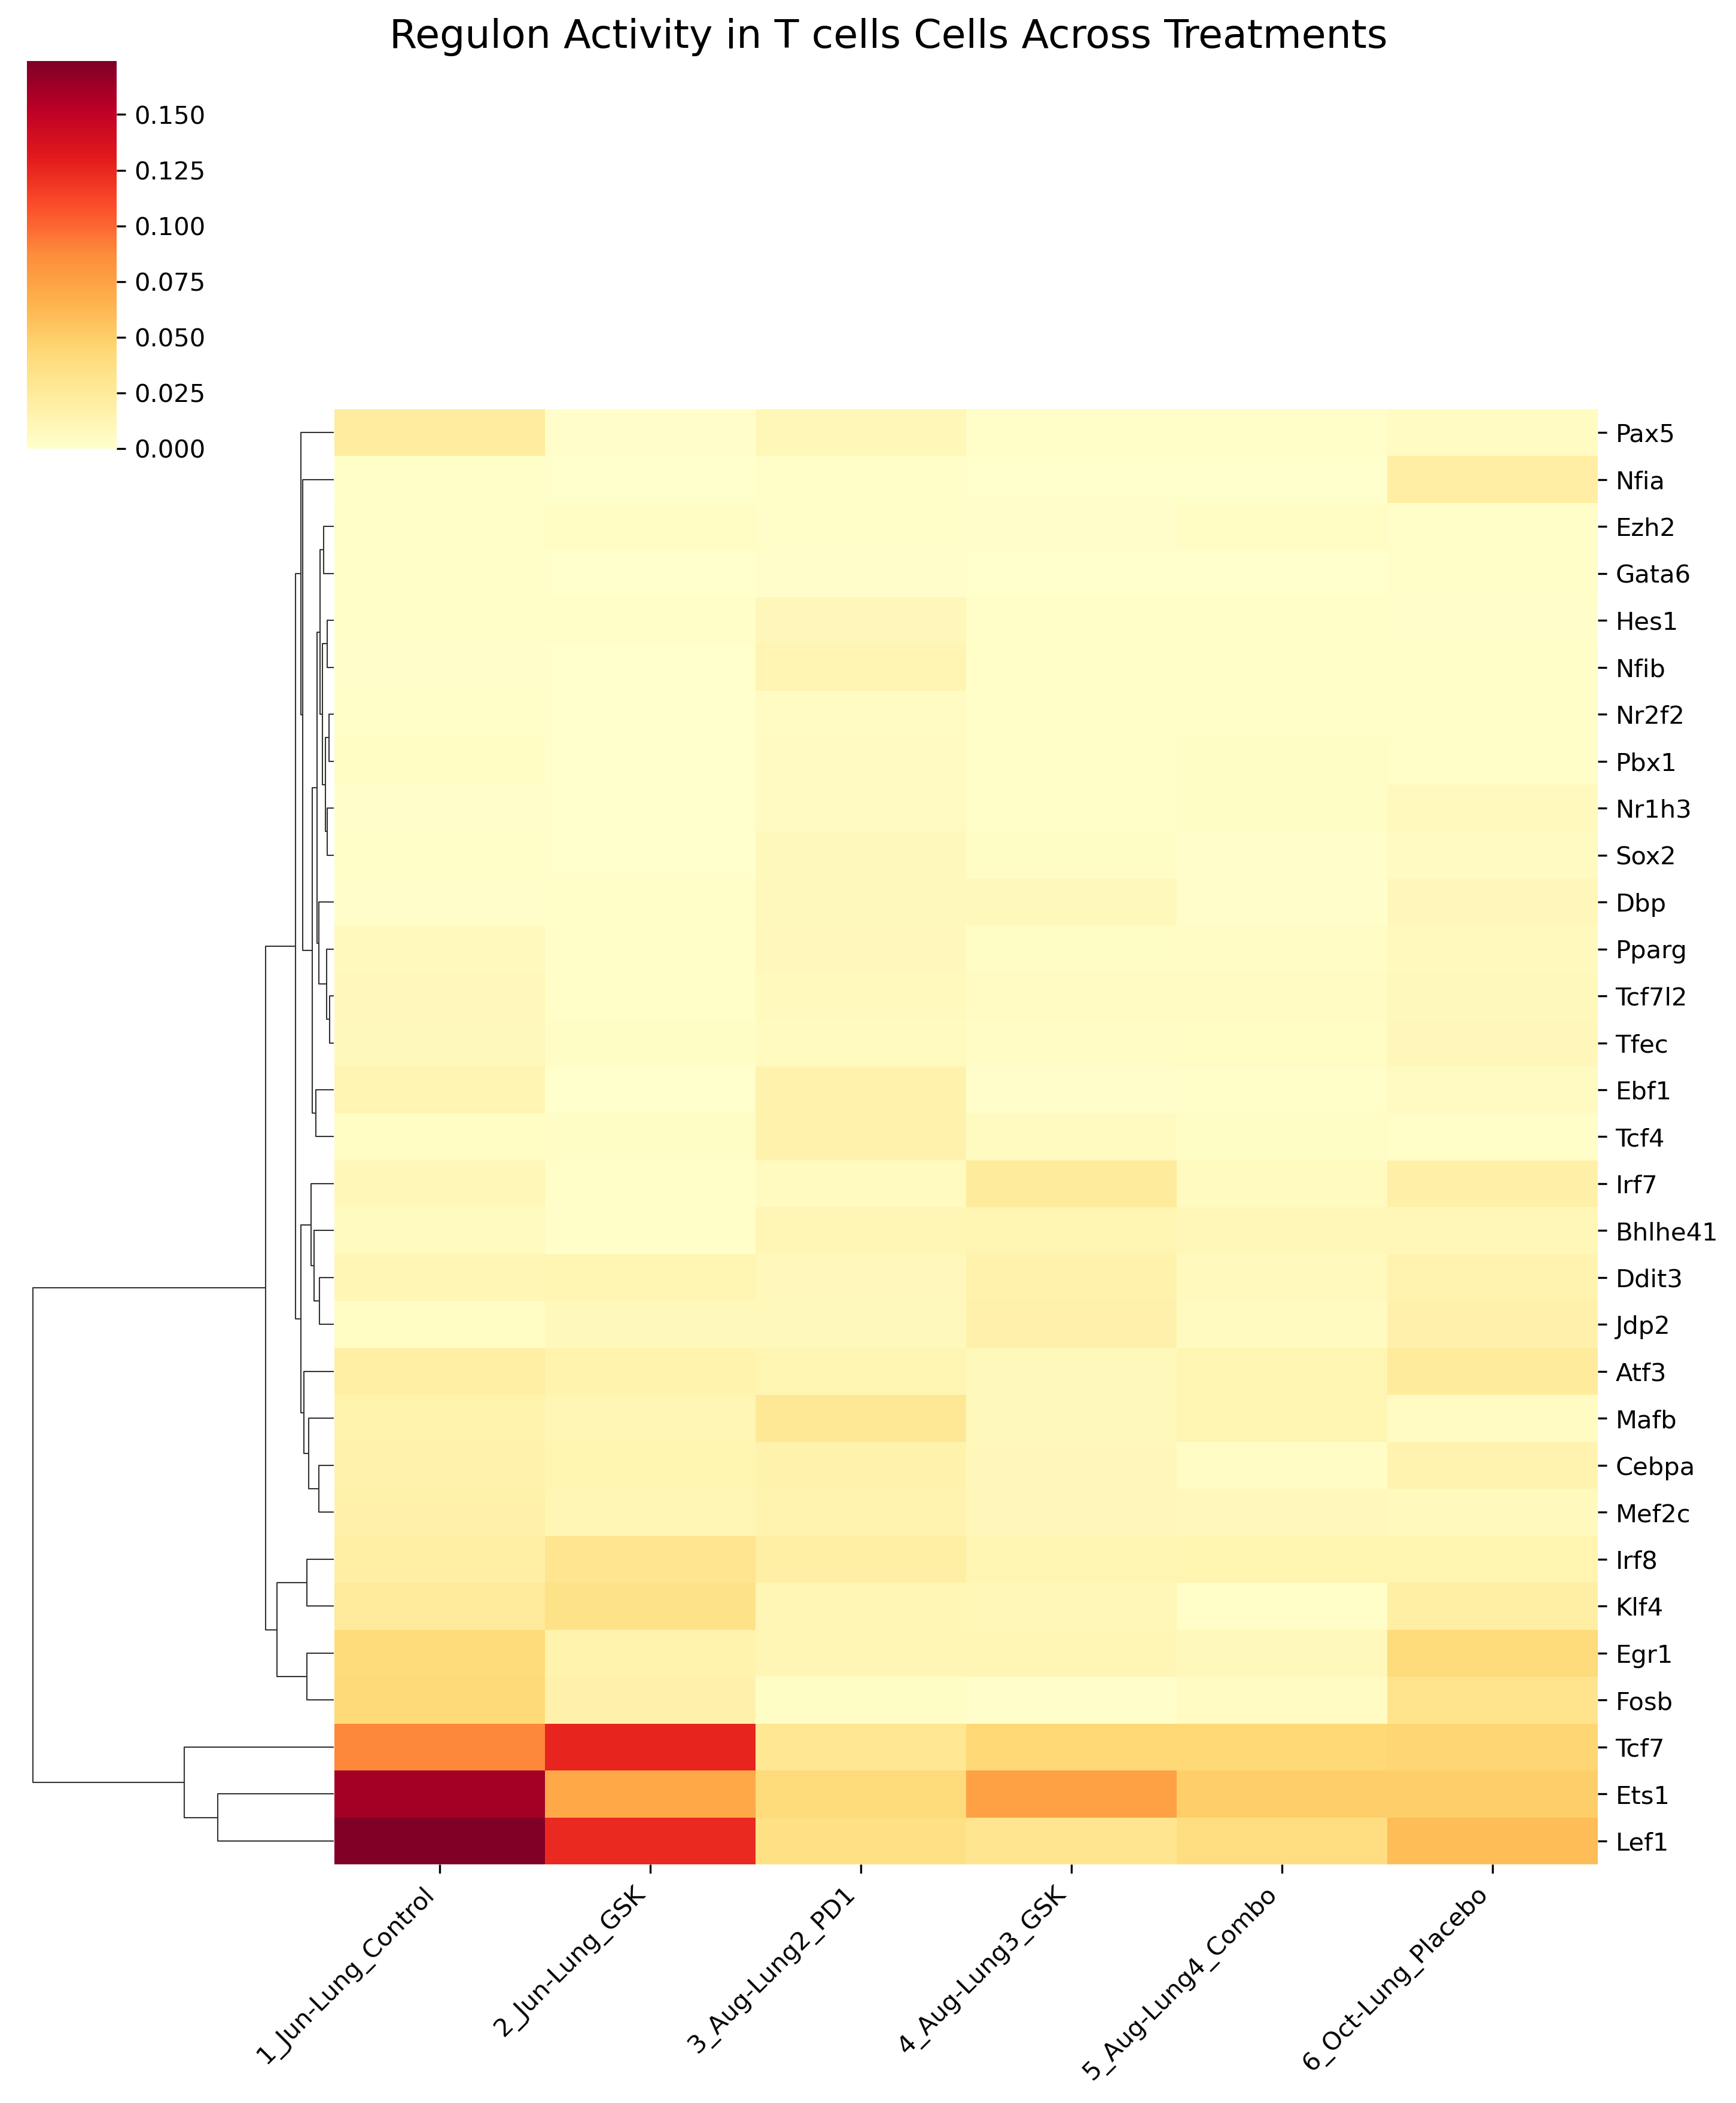 Regulon Activity in T cells Cells Across Treatments
0.150
0.125
0.100
0.075
0.050
0.025
0.000
Pax5
Nfia
Ezh2
Gata6
Hes1
Nfib
Nr2f2
Pbx1
Nr1h3
Sox2
Dbp
Pparg
Tcf7l2
Tfec
Ebf1
Tcf4
Irf7
Bhlhe41
Ddit3
Jdp2
Atf3
Mafb
Cebpa
Mef2c
Irf8
Klf4
Egr1
Fosb
Tcf7
Ets1
Lef1
1_Jun-Lung_Control
2_Jun-Lung_GSK
3_Aug-Lung2_PD1
4_Aug-Lung3_GSK
5_Aug-Lung4_Combo
6_Oct-Lung_Placebo